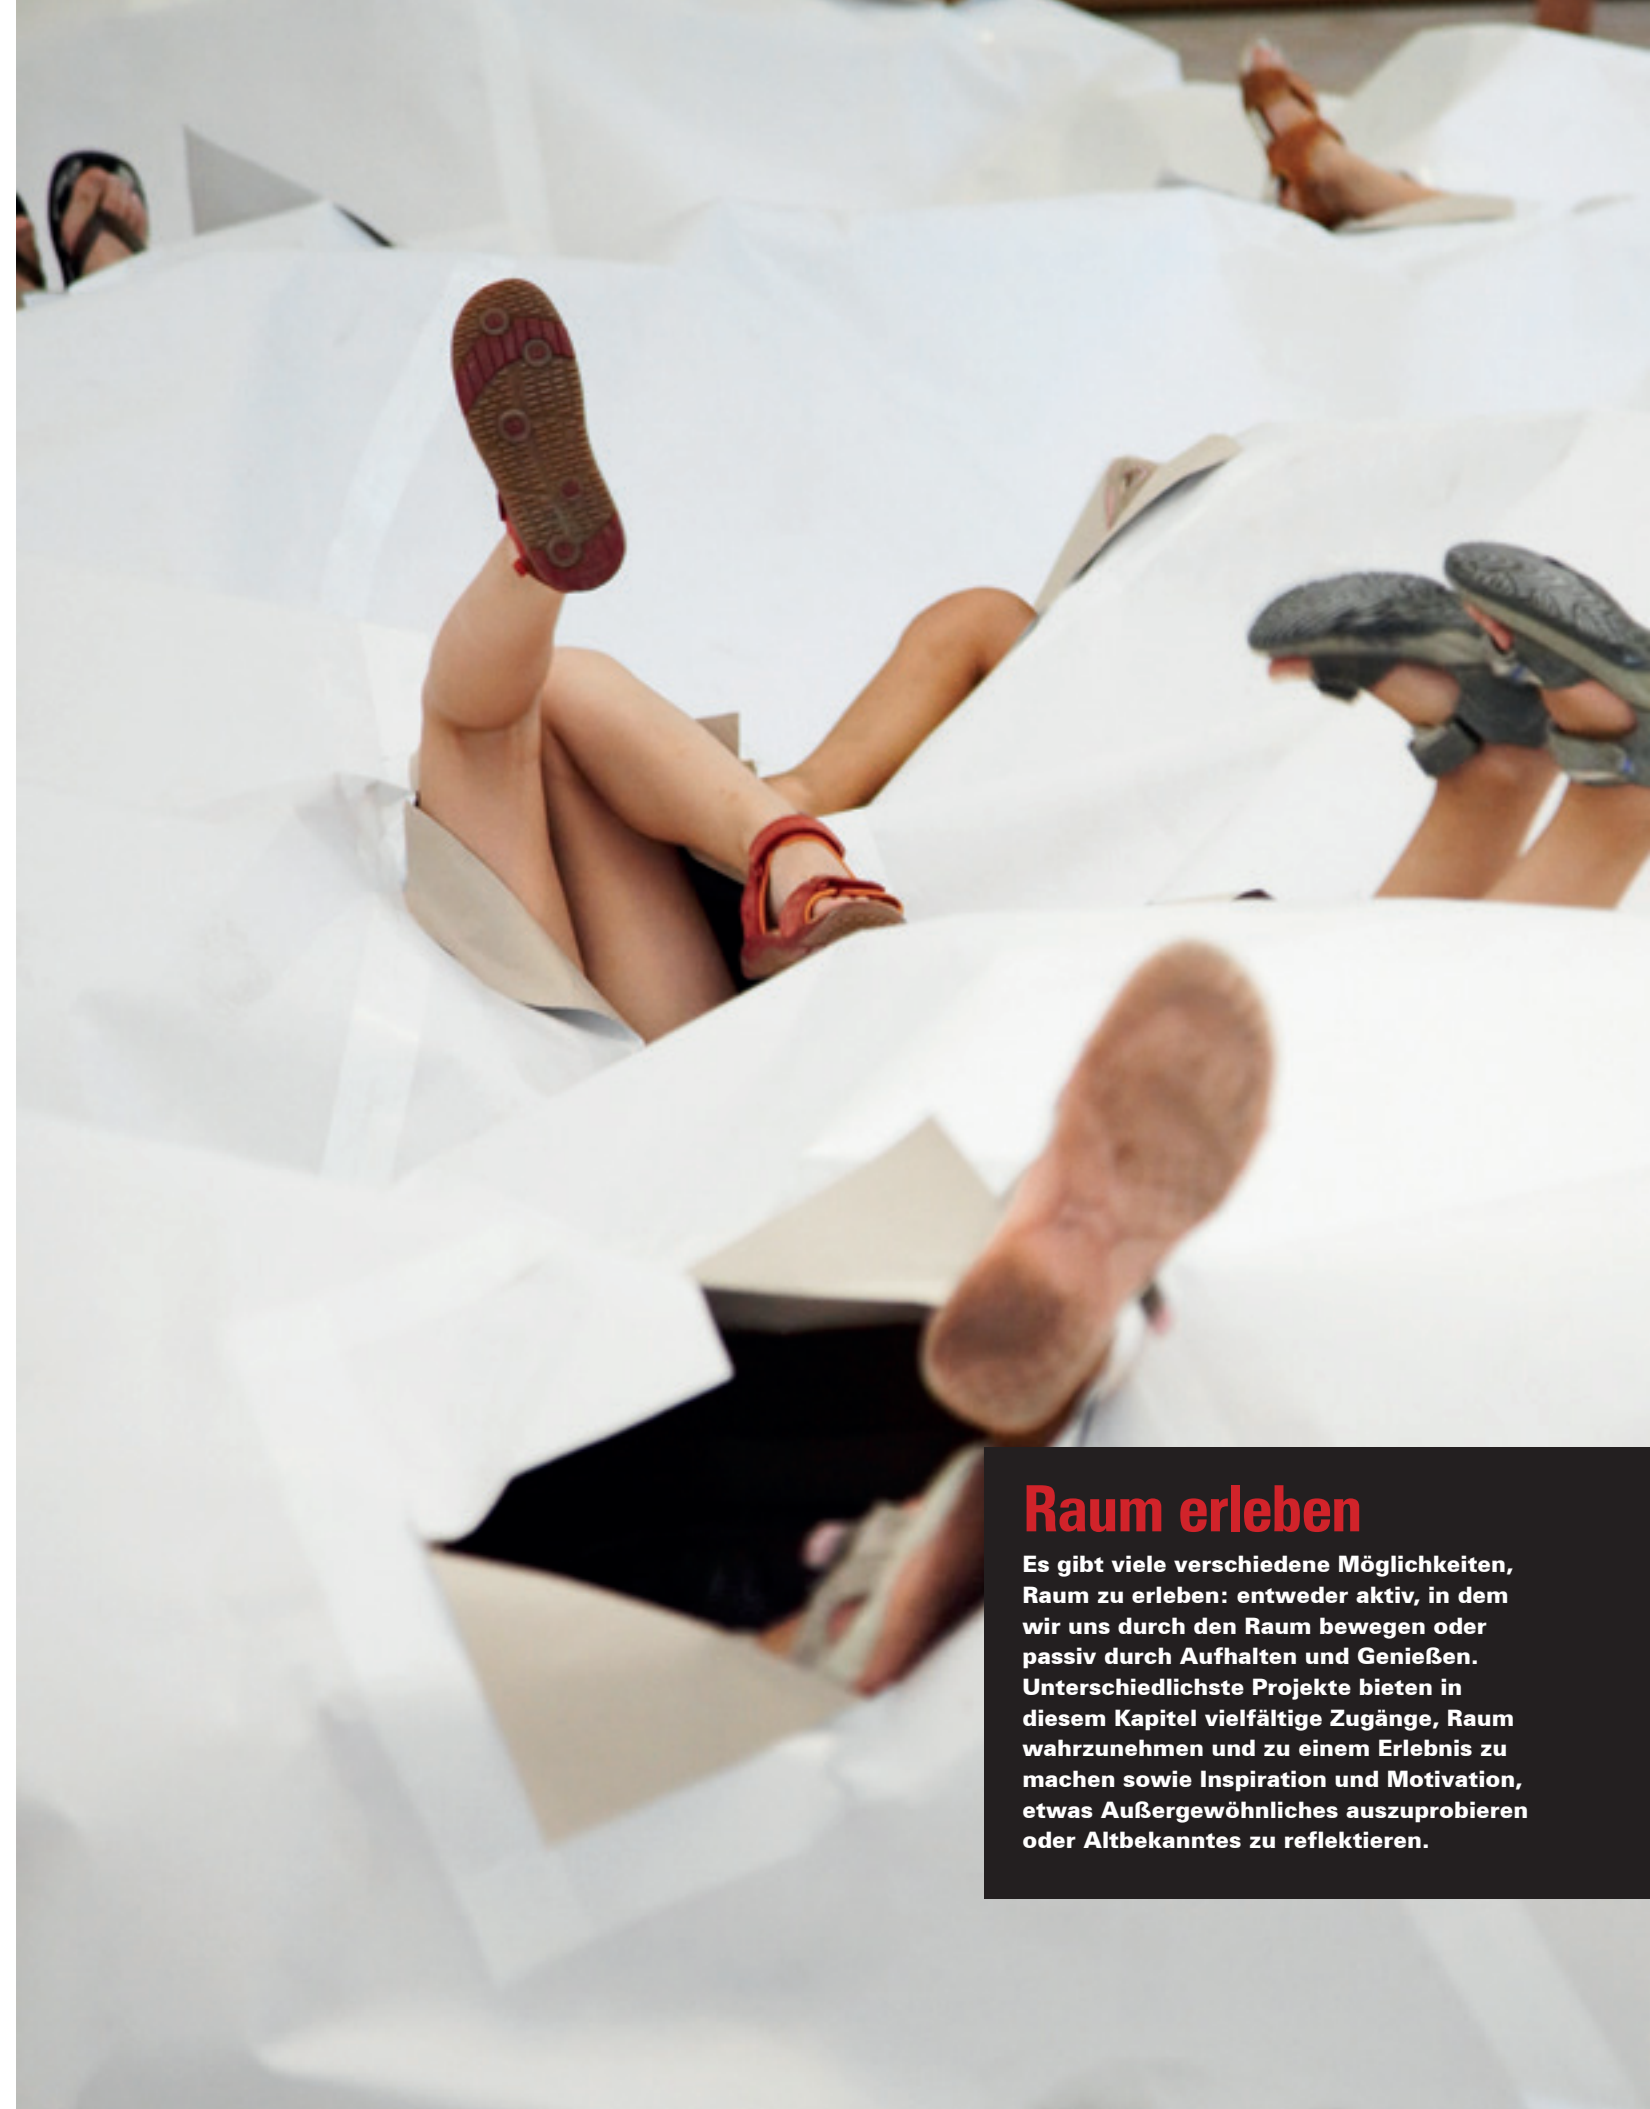 Raum erleben
Es gibt viele verschiedene Möglichkeiten,
Raum zu erleben: entweder aktiv, in dem
wir uns durch den Raum bewegen oder
passiv durch Aufhalten und Genießen.
Unterschiedlichste Projekte bieten in
diesem Kapitel vielfältige Zugänge, Raum
wahrzunehmen und zu einem Erlebnis zu
machen sowie Inspiration und Motivation,
etwas Außergewöhnliches auszuprobieren
oder Altbekanntes zu reflektieren.